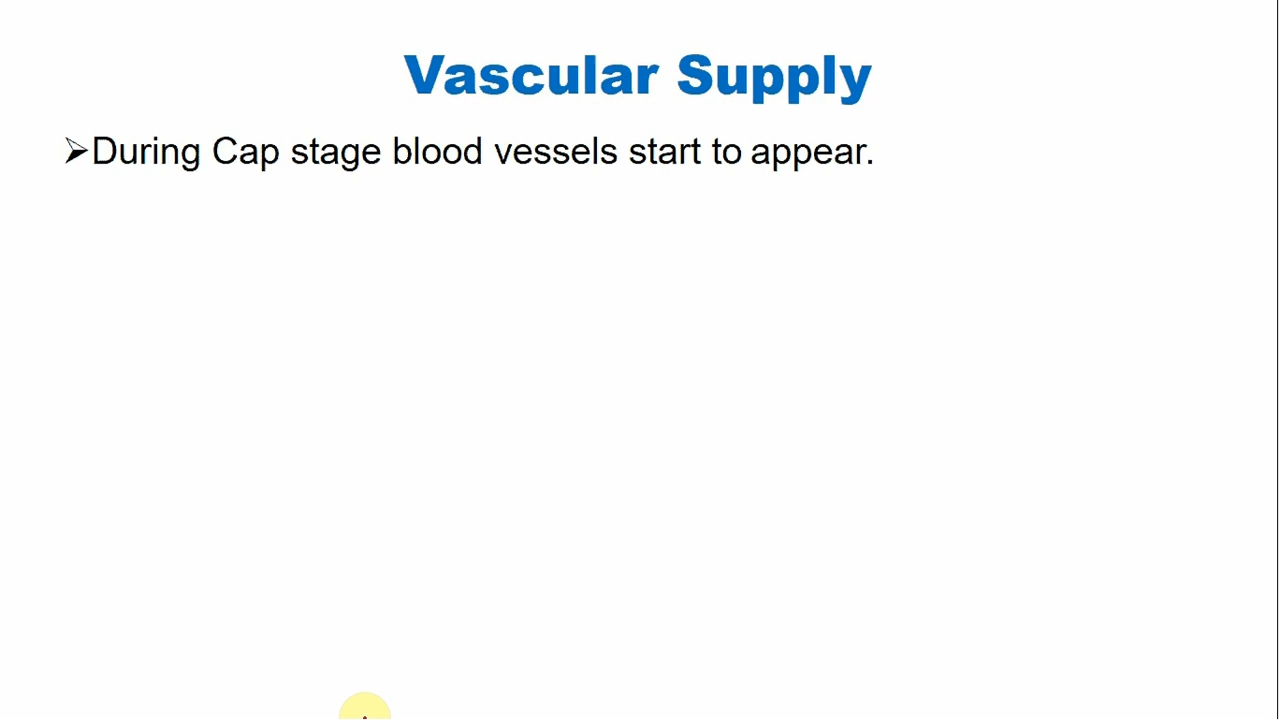 Vascular Supply
➢During Cap stage blood vessels start to appear.